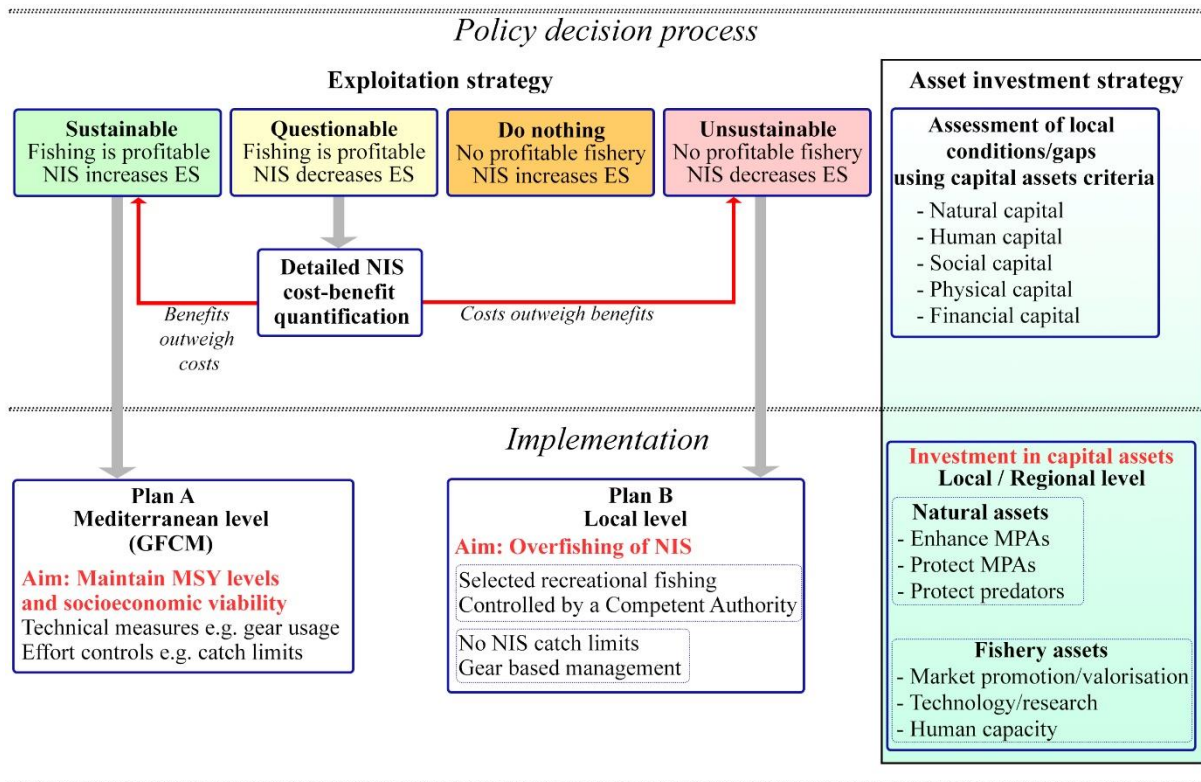 Policy decision process
Exploitation strategy
Sustainable
Fishing is profitable
NIS increases ES
Questionable
Fishing is profitable
NIS decreases ES
Do nothing
No profitable fishery
NIS increases ES
Unsustainable
No profitable fishery
NIS decreases ES
Detailed NIS
cost-benefit
quantification
Benefits
outweigh
costs
Costs outweigh benefits
Asset investment strategy
Assessment of local
conditions/gaps
using capital assets criteria
- Natural capital
- Human capital
- Social capital
- Physical capital
- Financial capital
Implementation
Plan A
Mediterranean level
(GFCM)
Aim: Maintain MSY levels
and socioeconomic viability
Technical measures e.g. gear usage
Effort controls e.g. catch limits
Plan B
Local level
Aim: Overfishing of NIS
Selected recreational fishing
Controlled by a Competent Authority
No NIS catch limits
Gear based management
Investment in capital assets
Local / Regional level
Natural assets
- Enhance MPAs
- Protect MPAs
- Protect predators
Fishery assets
- Market promotion/valorisation
- Technology/research
- Human capacity